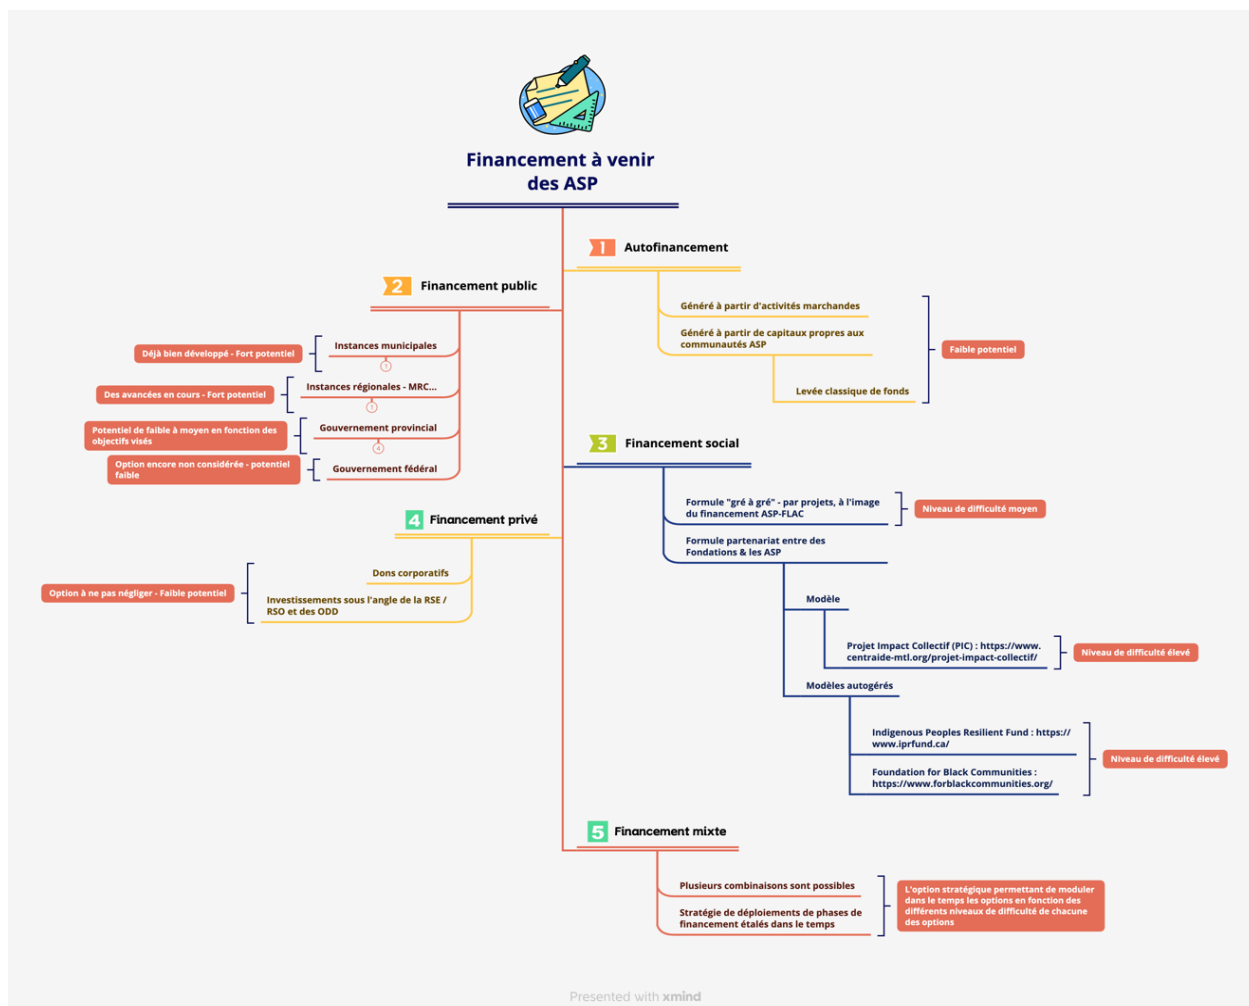 Financement à venir
des ASP
1 Autofinancement
Généré à partir d'activités marchandes
Généré à partir de capitaux propres aux
communautés ASP
Levée classique de fonds
Faible potentiel
2 Financement public
Instances municipales
1
Déjà bien développé - Fort potentiel
Instances régionales - MRC...
1
Des avancées en cours - Fort potentiel
Gouvernement provincial
4
Potentiel de faible à moyen en fonction des
objectifs visés
Gouvernement fédéral
Option encore non considérée - potentiel
faible
3 Financement social
Formule "gré à gré" - par projets, à l'image
du financement ASP-FLAC
Niveau de difficulté moyen
Formule partenariat entre des
Fondations & les ASP
Modèle
Projet Impact Collectif (PIC) : https://www.
centraide-mtl.org/projet-impact-collectif/
Niveau de difficulté élevé
Modèles autogérés
Indigenous Peoples Resilient Fund : https://
www.iprfund.ca/
Foundation for Black Communities :
https://www.forblackcommunities.org/
Niveau de difficulté élevé
4 Financement privé
Dons corporatifs
Investissements sous l'angle de la RSE /
RSO et des ODD
Option à ne pas négliger - Faible potentiel
5 Financement mixte
Plusieurs combinaisons sont possibles
Stratégie de déploiements de phases de
financement étalés dans le temps
L'option stratégique permettant de moduler
dans le temps les options en fonction des
différents niveaux de difficulté de chacune
des options
Presented with xmind